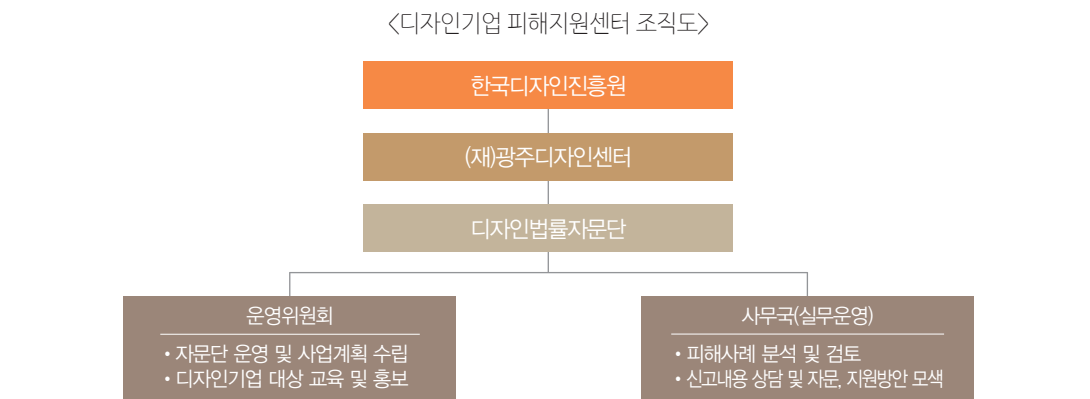 <디자인기업 피해지원센터 조직도>
한국디자인진흥원
(재)광주디자인센터
디자인법률자문단
운영위원회
• 자문단 운영 및 사업계획 수립
• 디자인기업 대상 교육 및 홍보
사무국(실무운영)
• 피해사례 분석 및 검토
• 신고내용 상담 및 자문, 지원방안 모색